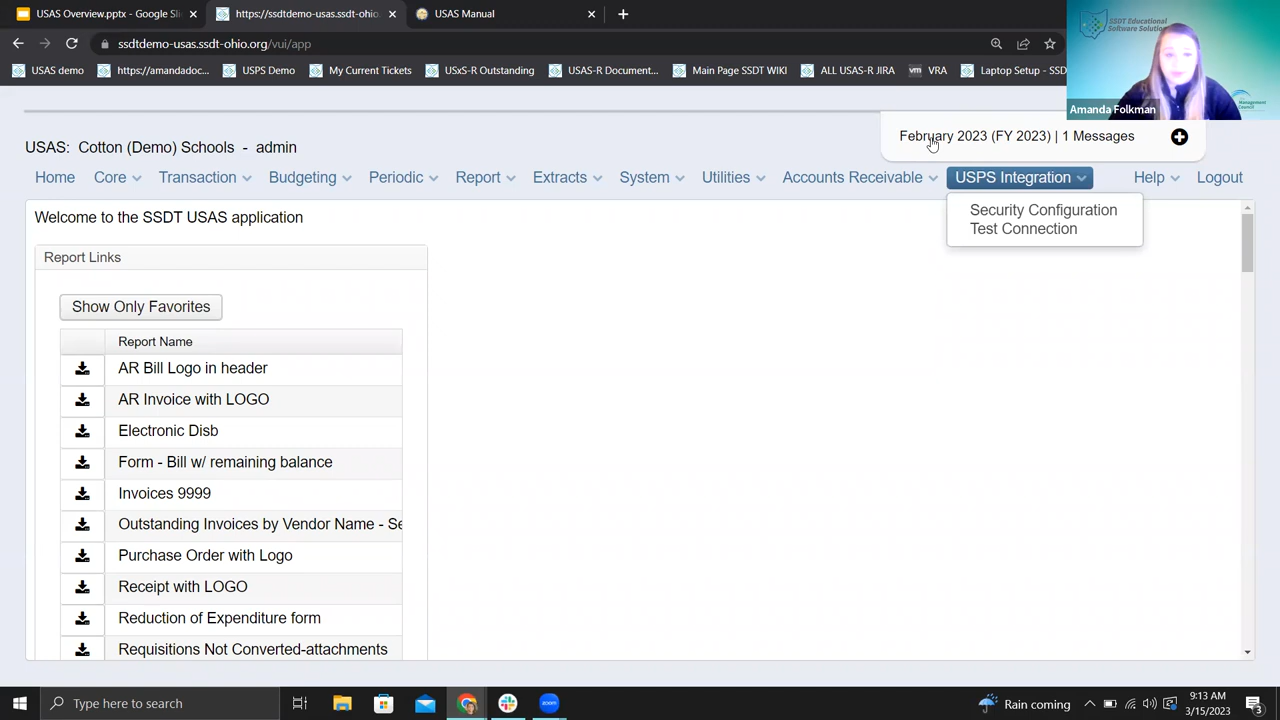 USAS Overview.pptx - Google Sli
https://ssdtdemo-usas.ssdt-ohio.
USAS Manual
ssdtdemo-usas.ssdt-ohio.org/vui/app
USAS demo
https://amandadoc...
USPS Demo
My Current Tickets
USxS Outstanding
USAS-R Document...
Main Page SSDT WIKI
ALL USAS-R JIRA
vm VRA
Laptop Setup - SSD
SSDT Educational
Software Solution
Management
Council
Amanda Folkman
February 2023 (FY 2023) | 1 Messages
USAS: Cotton (Demo) Schools - admin
Home Core Transaction Budgeting Periodic Report Extracts System Utilities Accounts Receivable USPS Integration Help Logout
Security Configuration
Test Connection
Welcome to the SSDT USAS application
Report Links
Show Only Favorites
Report Name
AR Bill Logo in header
AR Invoice with LOGO
Electronic Disb
Form - Bill w/ remaining balance
Invoices 9999
Outstanding Invoices by Vendor Name - Se
Purchase Order with Logo
Receipt with LOGO
Reduction of Expenditure form
Requisitions Not Converted-attachments
Type here to search
zoom
Rain coming
9:13 AM
3/15/2023
3